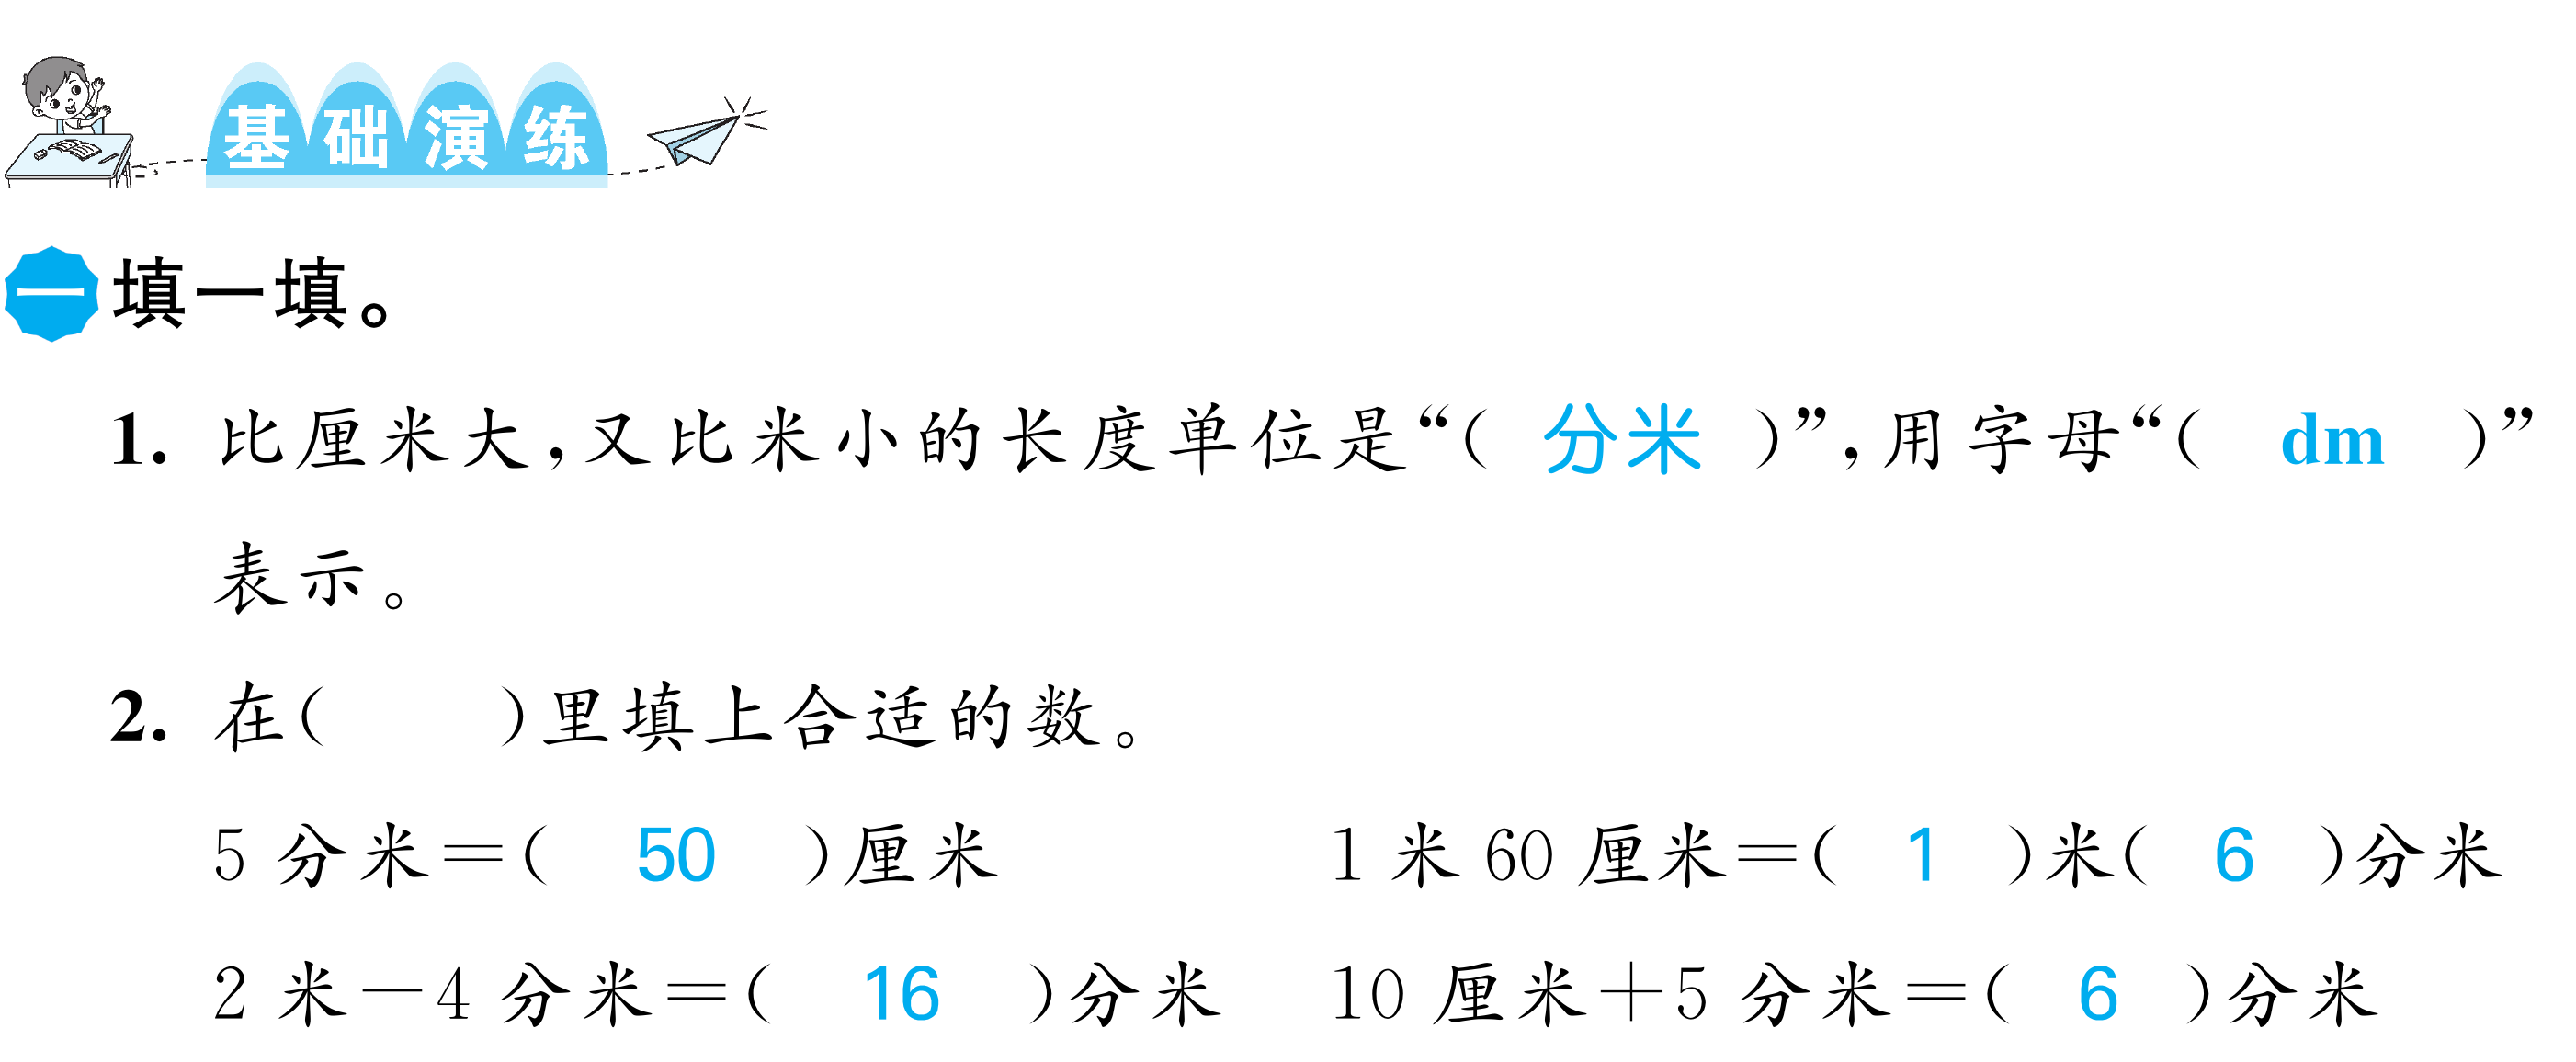 基础演练
一 填一填。
1. 比厘米大,又比米小的长度单位是“( 分米 )”,用字母“( dm )”
表示。
2. 在( )里填上合适的数。
5 分米=( 50 )厘米 1 米 60 厘米=( 1 )米( 6 )分米
2 米-4 分米=( 16 )分米 10 厘米+5 分米=( 6 )分米